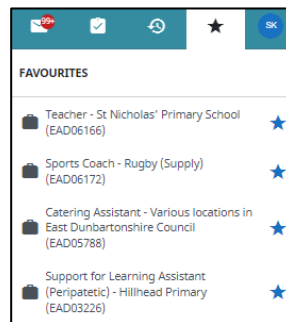 99+
SK
FAVOURITES
Teacher - St Nicholas' Primary School
(EAD06166)
Sports Coach - Rugby (Supply)
(EAD06172)
Catering Assistant - Various locations in
East Dunbartonshire Council
(EAD05788)
Support for Learning Assistant
(Peripatetic) - Hillhead Primary
(EAD03226)